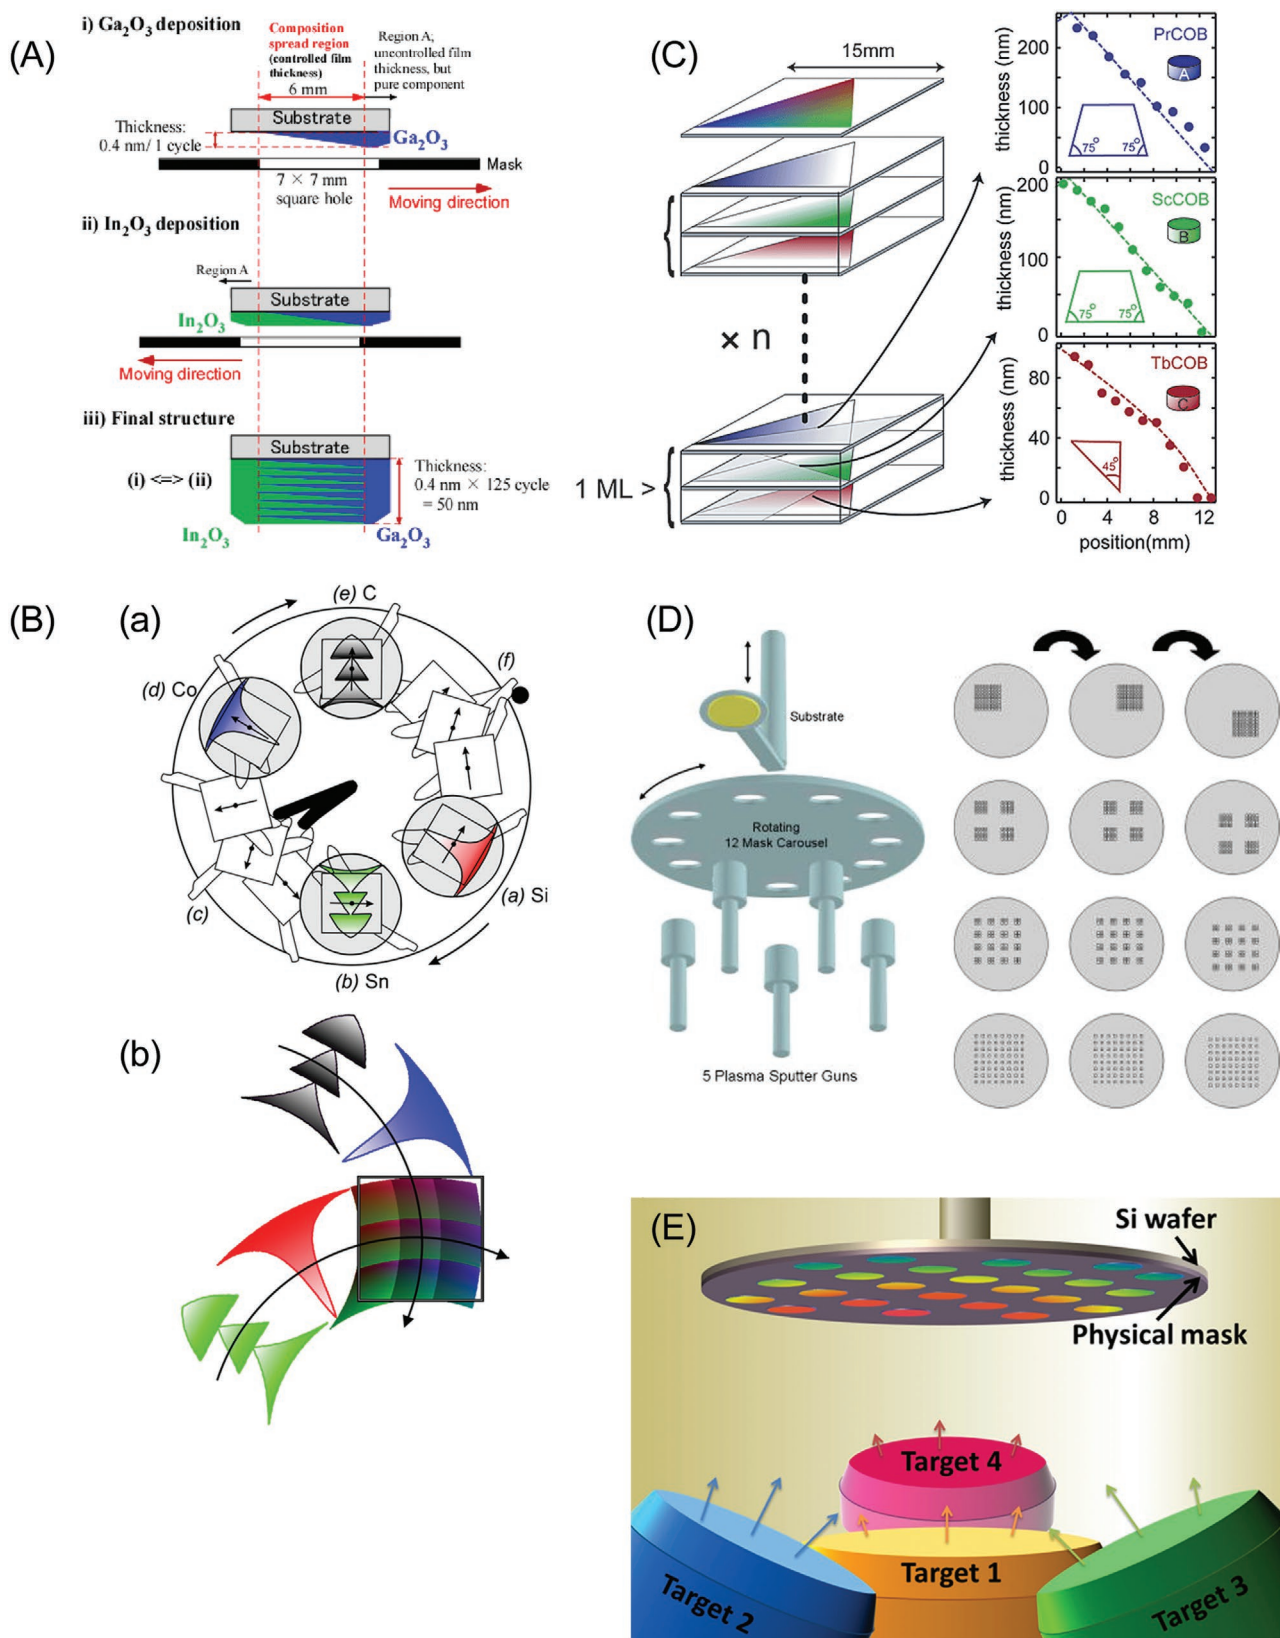 (A)
i) Ga2O3 deposition
Composition
spread region
(controlled film
thickness)
6 mm
Region A;
uncontrolled film
thickness, but
pure component
Substrate
Thickness:
0.4 nm/ 1 cycle
Ga2O3
Mask
7 × 7 mm
square hole
Moving direction
ii) In2O3 deposition
Region A
Substrate
In2O3
Moving direction
iii) Final structure
Substrate
(i) <=> (ii)
Thickness:
0.4 nm × 125 cycle
= 50 nm
In2O3
Ga2O3
(C)
15mm
× n
1 ML >
thickness (nm)
200
100
0
PrCOB
A
75°
75°
thickness (nm)
200
100
0
ScCOB
B
75°
75°
thickness (nm)
80
40
0
TbCOB
C
45°
0
4
8
12
position(mm)
(B)
(a)
(e) C
(f)
(d) Co
(c)
(a) Si
(b) Sn
(b)
(D)
Substrate
Rotating
12 Mask Carousel
5 Plasma Sputter Guns
(E)
Si wafer
Physical mask
Target 4
Target 1
Target 2
Target 3